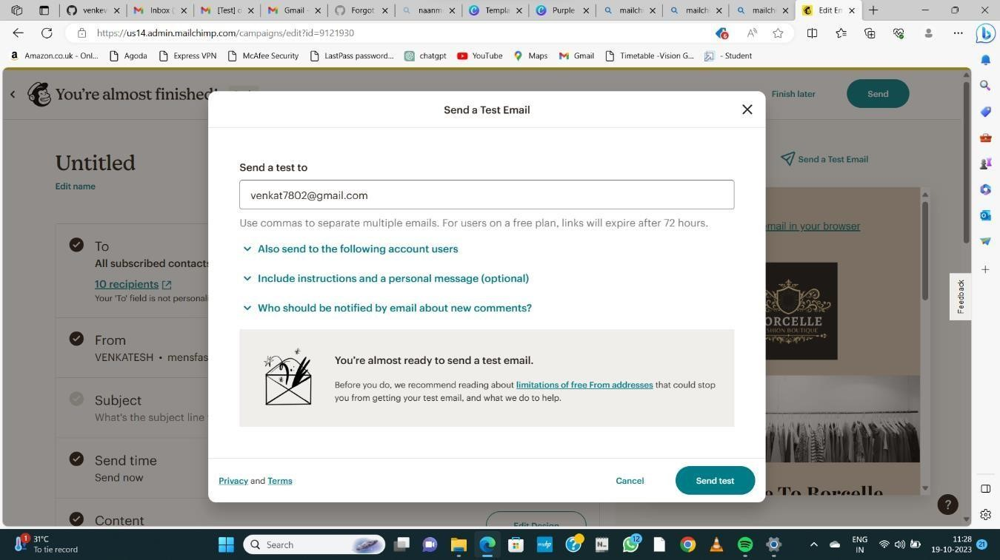 venkev
Inbox (
[Test] c
Gmail -
Forgot
naanm
Templa
Purple
mailch
mailch
mailchi
Edit En
https://us14.admin.mailchimp.com/campaigns/edit?id=9121930
6
Amazon.co.uk - Onl...
Agoda
Express VPN
McAfee Security
LastPass password...
chatgpt
YouTube
Maps
Gmail
Timetable -Vision G...
- Student
You're almost finished!
Finish later
Send
Send a Test Email
Send a Test Email
Untitled
Edit name
Send a test to
venkat7802@gmail.com
Use commas to separate multiple emails. For users on a free plan, links will expire after 72 hours.
Also send to the following account users
Include instructions and a personal message (optional)
Who should be notified by email about new comments?
You're almost ready to send a test email.
Before you do, we recommend reading about limitations of free From addresses that could stop
you from getting your test email, and what we do to help.
Privacy and Terms
Cancel
Send test
To
All subscribed contacts
10 recipients
Your 'To' field is not personali
From
VENKATESH • mensfas
Subject
What's the subject line
Send time
Send now
Content
Edit Design
mail in your browser
ORCELLE
SHION BOUTIQUE
e To Borcelle
Feedback
?
1
31°C
To tie record
Search
myhp
N
12
ENG
IN
11:28
19-10-2023
21